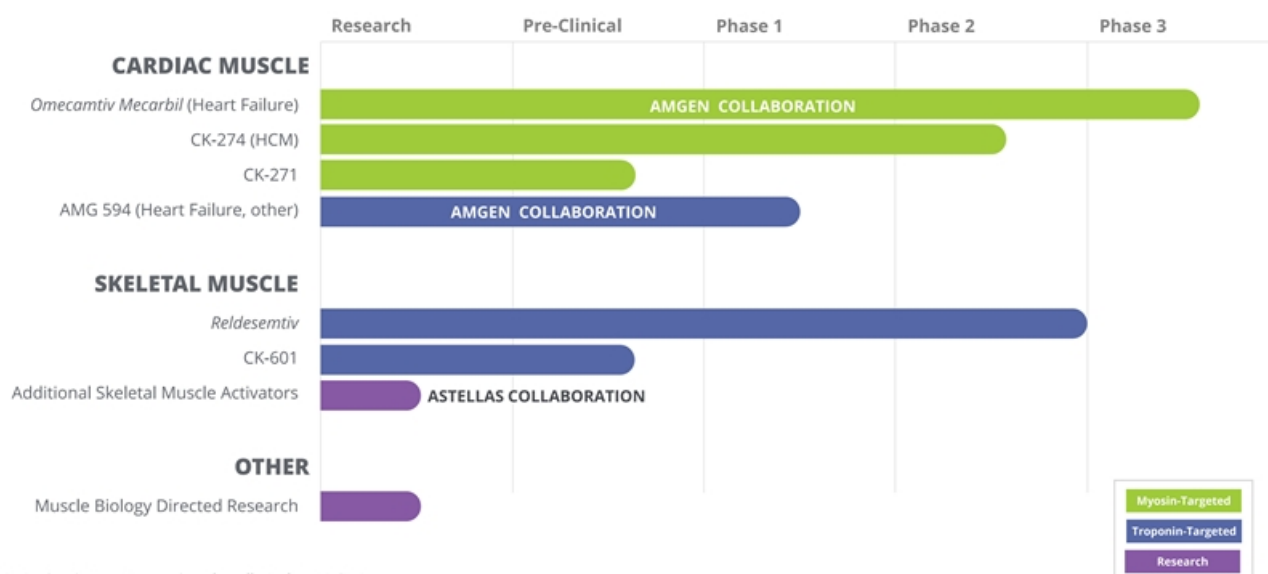 Research Pre-Clinical Phase 1 Phase 2 Phase 3
CARDIAC MUSCLE
Omecamtiv Mecarbil (Heart Failure) AMGEN COLLABORATION
CK-274 (HCM)
CK-271
AMG 594 (Heart Failure, other) AMGEN COLLABORATION
SKELETAL MUSCLE
Reldesemtiv
CK-601
Additional Skeletal Muscle Activators ASTELLAS COLLABORATION
OTHER
Muscle Biology Directed Research
Myosin-Targeted
Troponin-Targeted
Research